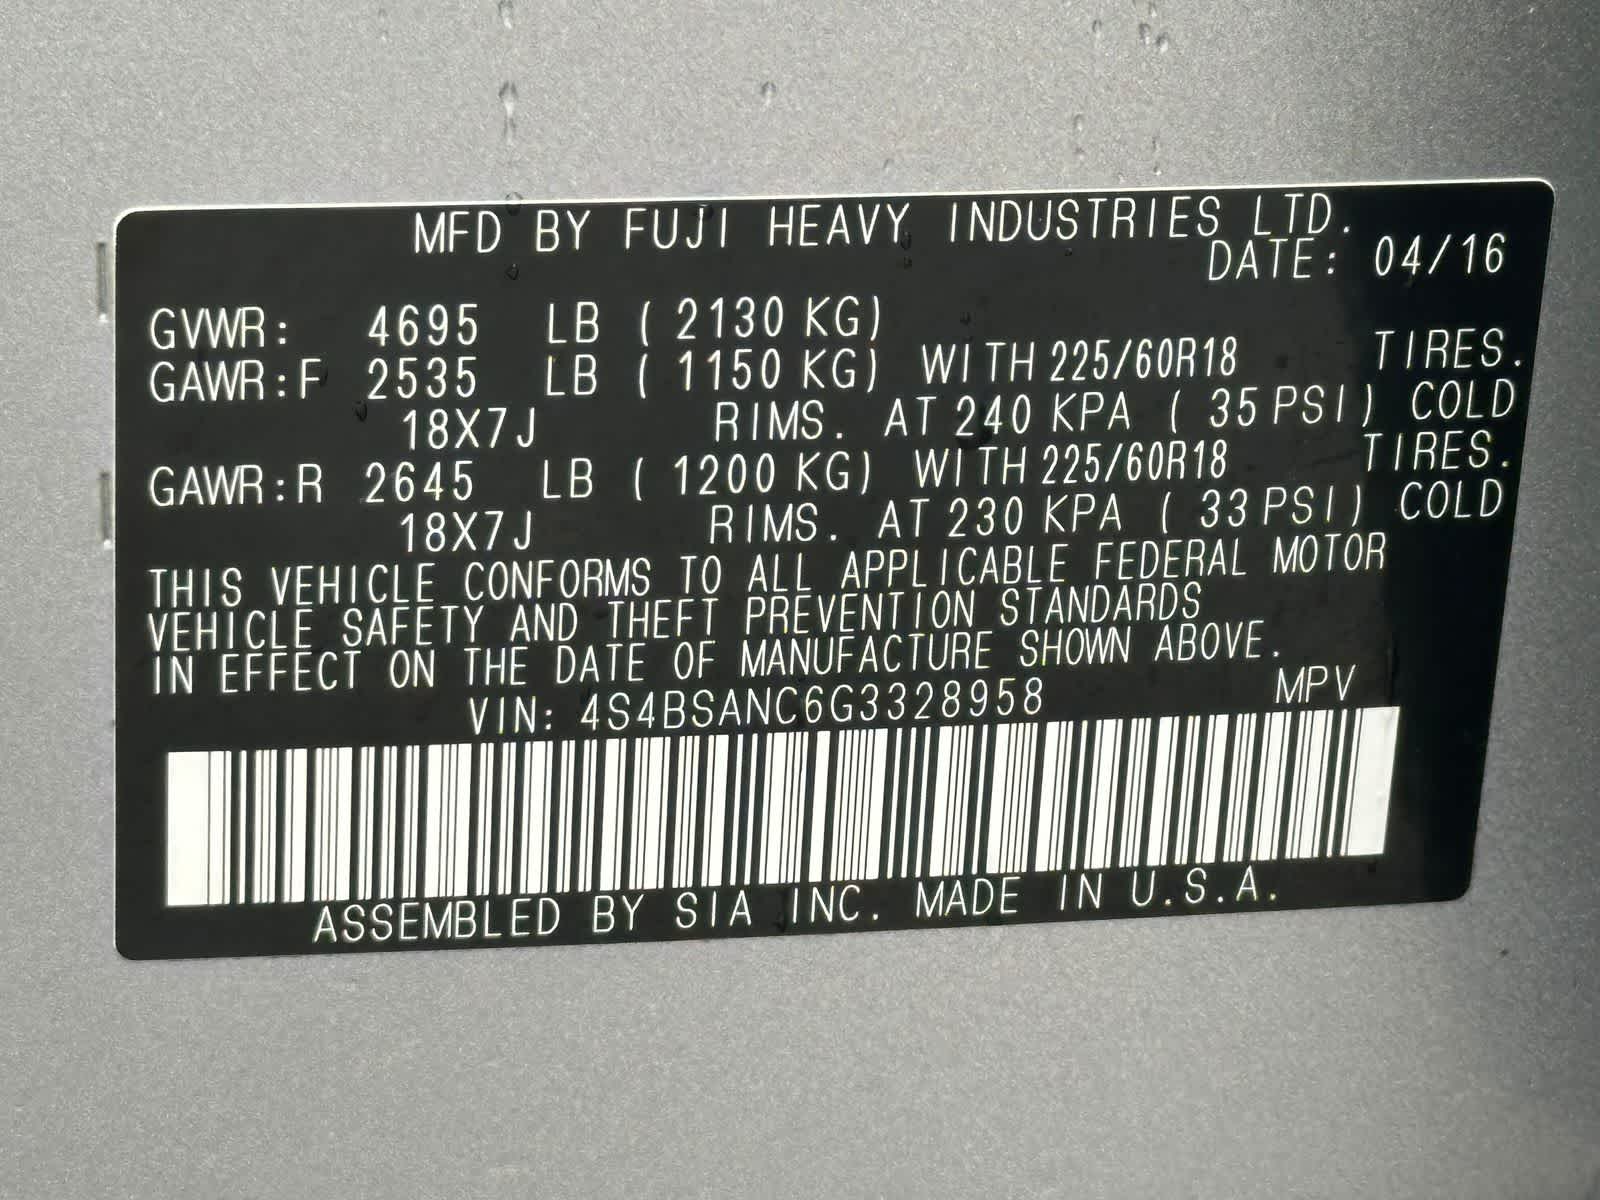 MFD BY FUJI HEAVY INDUSTRIES LTD.
DATE: 04/16
GVWR: 4695 LB ( 2130 KG)
GAWR:F 2535 LB ( 1150 KG) WITH 225/60R18 TIRES.
18X7J RIMS. AT 240 KPA ( 35 PSI) COLD
GAWR:R 2645 LB ( 1200 KG) WITH 225/60R18 TIRES.
18X7J RIMS. AT 230 KPA ( 33 PSI) COLD
THIS VEHICLE CONFORMS TO ALL APPLICABLE FEDERAL MOTOR
VEHICLE SAFETY AND THEFT PREVENTION STANDARDS
IN EFFECT ON THE DATE OF MANUFACTURE SHOWN ABOVE.
VIN: 4S4BSANC6G3328958 MPV
ASSEMBLED BY SIA INC. MADE IN U.S.A.